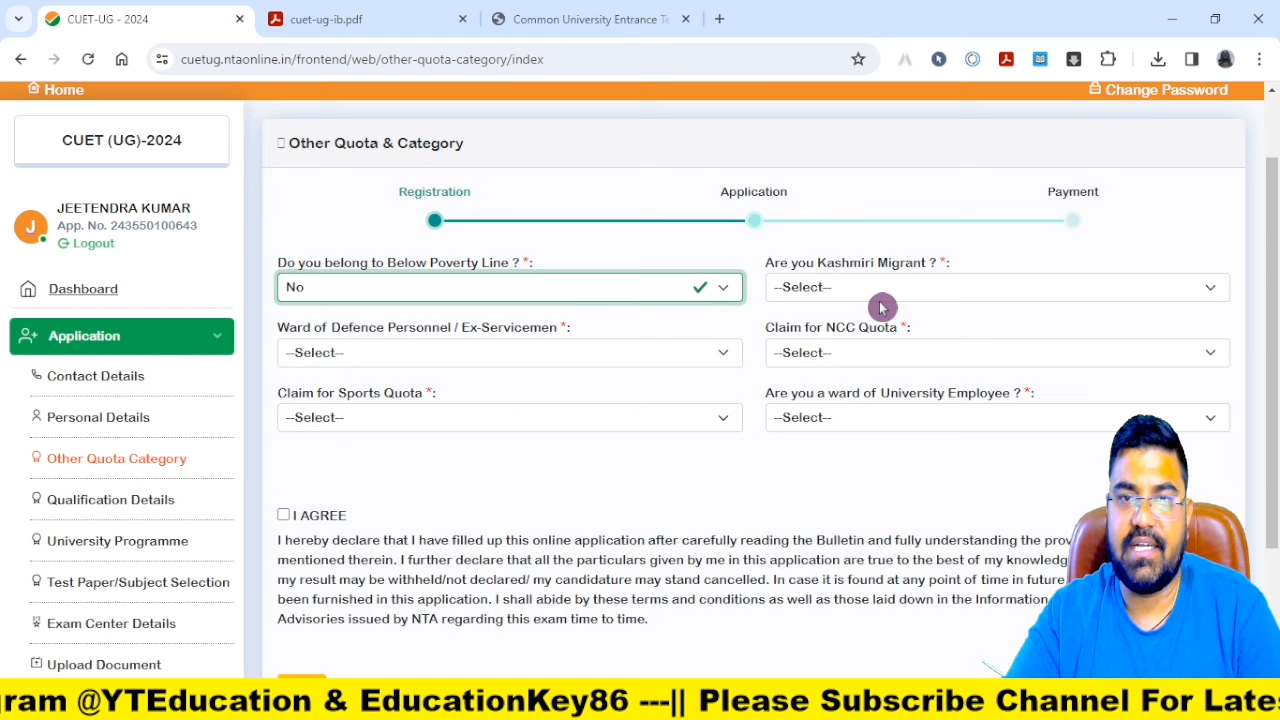 CUET-UG - 2024
cuet-ug-ib.pdf
Common University Entrance Te
cuetug.ntaonline.in/frontend/web/other-quota-category/index
Home
Change Password
CUET (UG)-2024
J
JEETENDRA KUMAR
App. No. 243550100643
Logout
Dashboard
Application
Contact Details
Personal Details
Other Quota Category
Qualification Details
University Programme
Test Paper/Subject Selection
Exam Center Details
Upload Document
Other Quota & Category
Registration
Application
Payment
Do you belong to Below Poverty Line ? *:
No
Are you Kashmiri Migrant ? *:
--Select--
Ward of Defence Personnel / Ex-Servicemen *:
--Select--
Claim for NCC Quota *:
--Select--
Claim for Sports Quota *:
--Select--
Are you a ward of University Employee ? *:
--Select--
I AGREE
I hereby declare that I have filled up this online application after carefully reading the Bulletin and fully understanding the prov
mentioned therein. I further declare that all the particulars given by me in this application are true to the best of my knowledg
my result may be withheld/not declared/ my candidature may stand cancelled. In case it is found at any point of time in future
been furnished in this application. I shall abide by these terms and conditions as well as those laid down in the Information
Advisories issued by NTA regarding this exam time to time.
gram @YTEducation & EducationKey86 ---|| Please Subscribe Channel For Lates